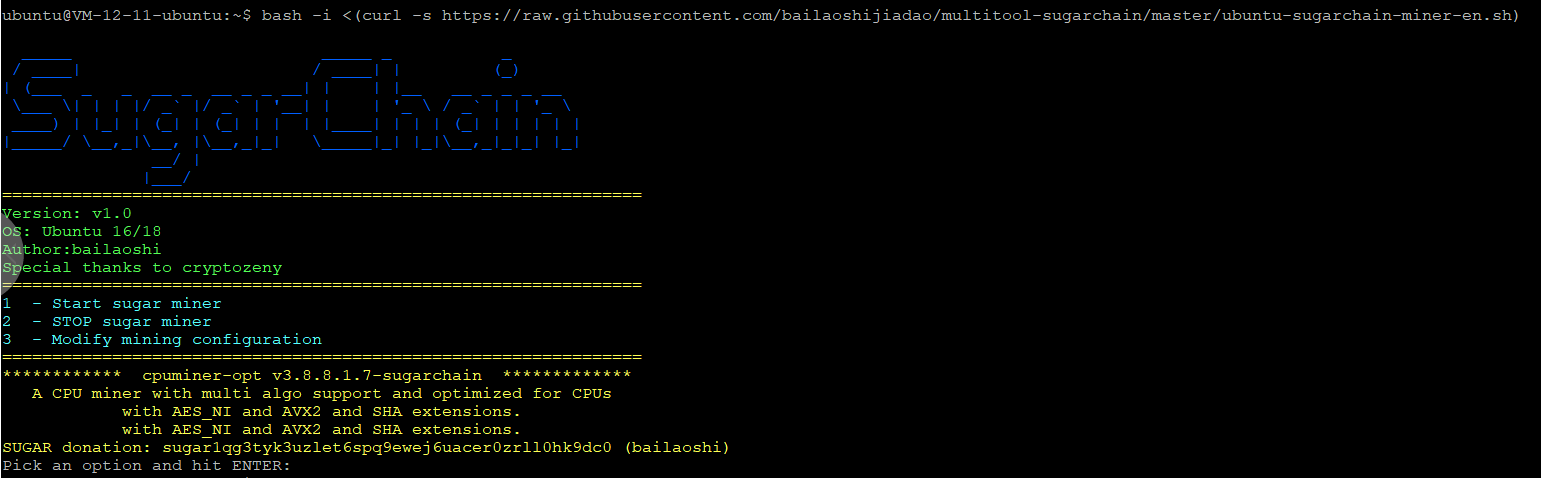 ubuntu@VM-12-11-ubuntu:~$ bash -i <(curl -s https://raw.githubusercontent.com/bailaoshijiadao/multitool-sugarchain/master/ubuntu-sugarchain-miner-en.sh)
SugarChain
================================================================
Version: v1.0
OS: Ubuntu 16/18
Author:bailaoshi
Special thanks to cryptozeny
================================================================
1  - Start sugar miner
2  - STOP sugar miner
3  - Modify mining configuration
================================================================
************  cpuminer-opt v3.8.8.1.7-sugarchain  *************
A CPU miner with multi algo support and optimized for CPUs
with AES_NI and AVX2 and SHA extensions.
with AES_NI and AVX2 and SHA extensions.
SUGAR donation: sugar1qg3tyk3uzlet6spq9ewej6uacer0zrll0hk9dc0 (bailaoshi)
Pick an option and hit ENTER: